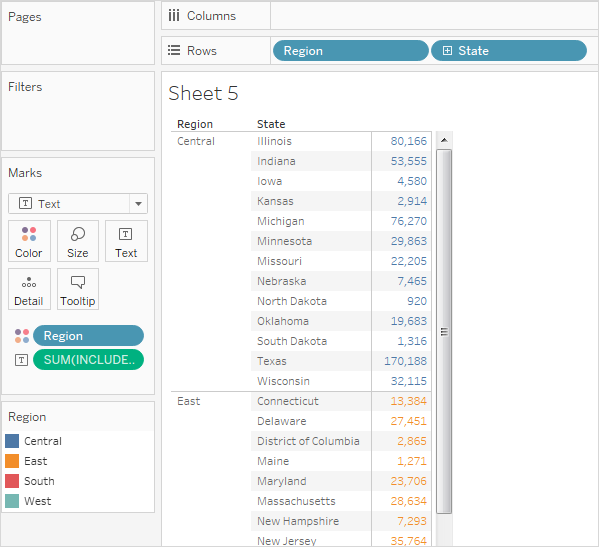 Pages
Columns
Rows Region State
Filters
Sheet 5
Region State
Marks
Text
Color Size Text
Detail Tooltip
Region
SUM(INCLUDE..
Region
Central
East
South
West
Central Illinois 80,166
Indiana 53,555
Iowa 4,580
Kansas 2,914
Michigan 76,270
Minnesota 29,863
Missouri 22,205
Nebraska 7,465
North Dakota 920
Oklahoma 19,683
South Dakota 1,316
Texas 170,188
Wisconsin 32,115
East Connecticut 13,384
Delaware 27,451
District of Columbia 2,865
Maine 1,271
Maryland 23,706
Massachusetts 28,634
New Hampshire 7,293
New Jersey 35,764